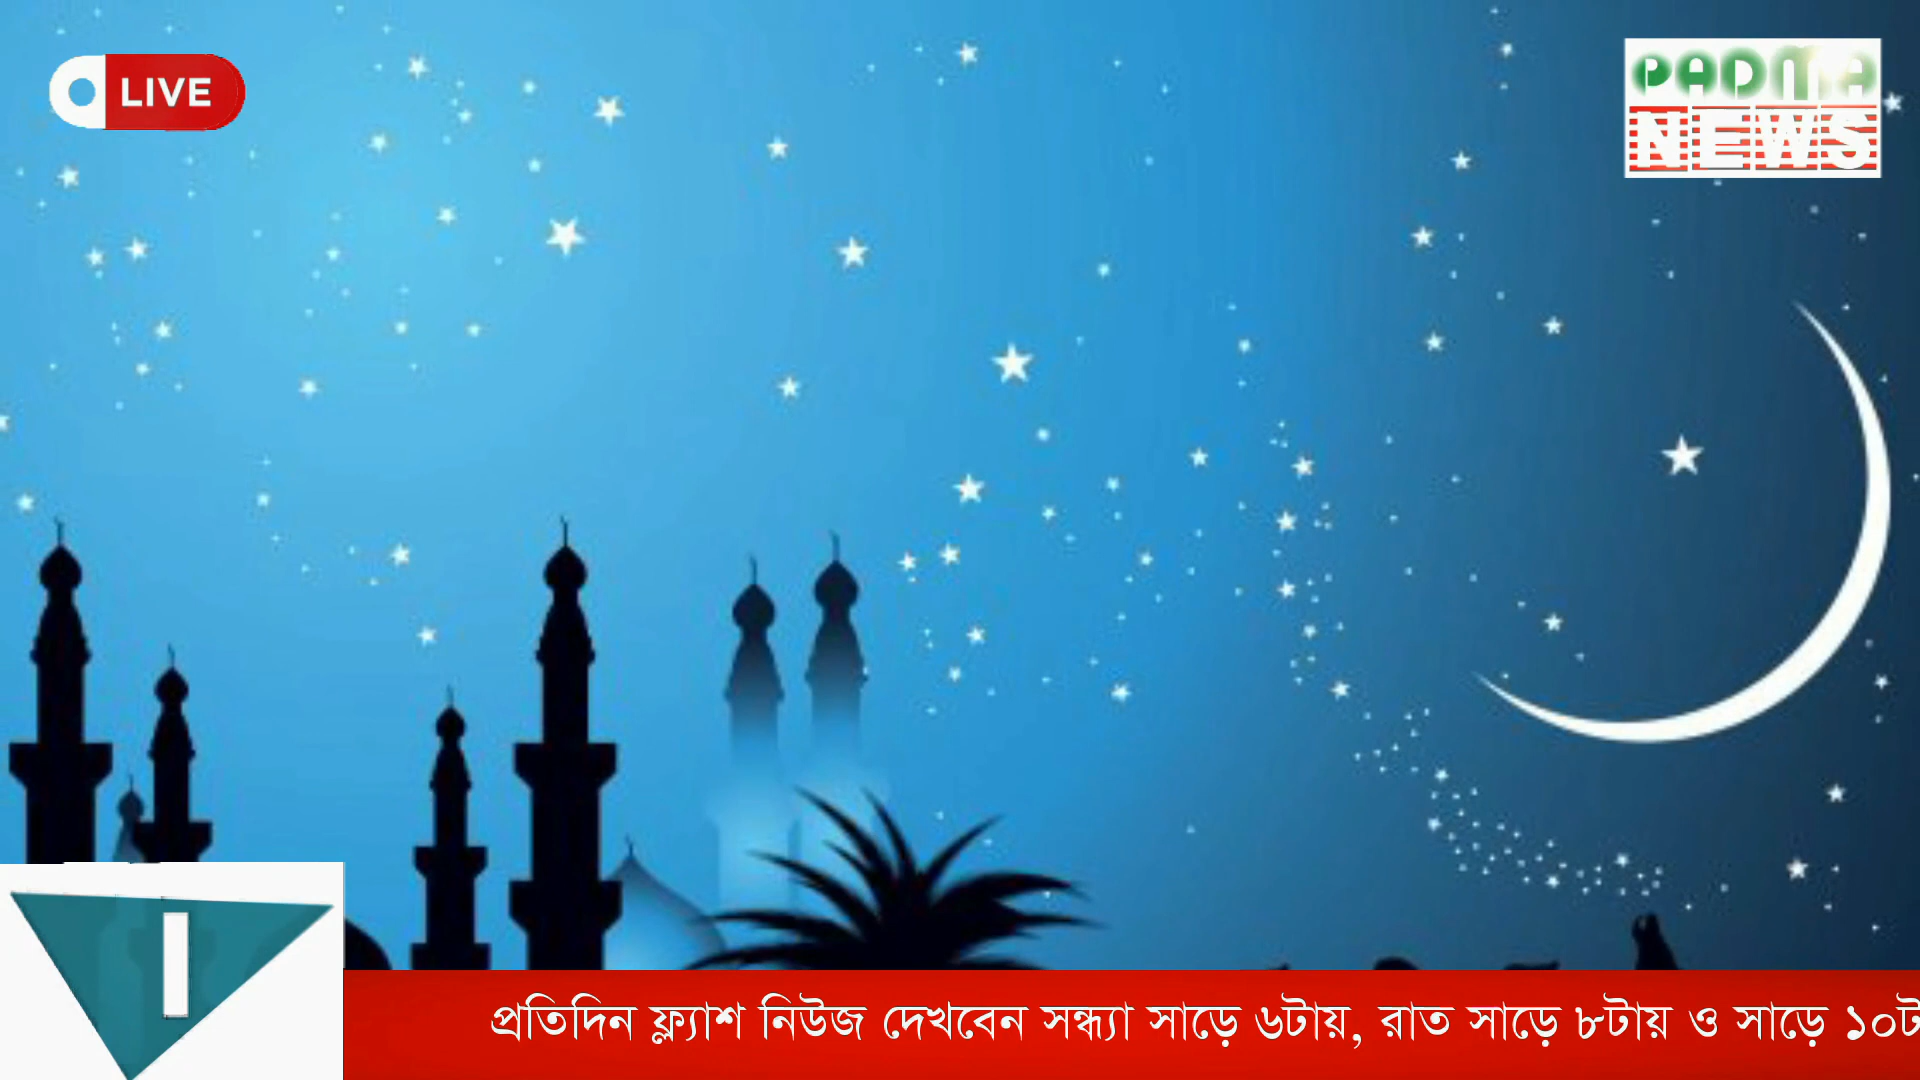 LIVE
PADMA
NEWS
প্রতিদিন ফ্ল্যাশ নিউজ দেখবেন সন্ধ্যা সাড়ে ৬টায়, রাত সাড়ে ৮টায় ও সাড়ে ১০ট